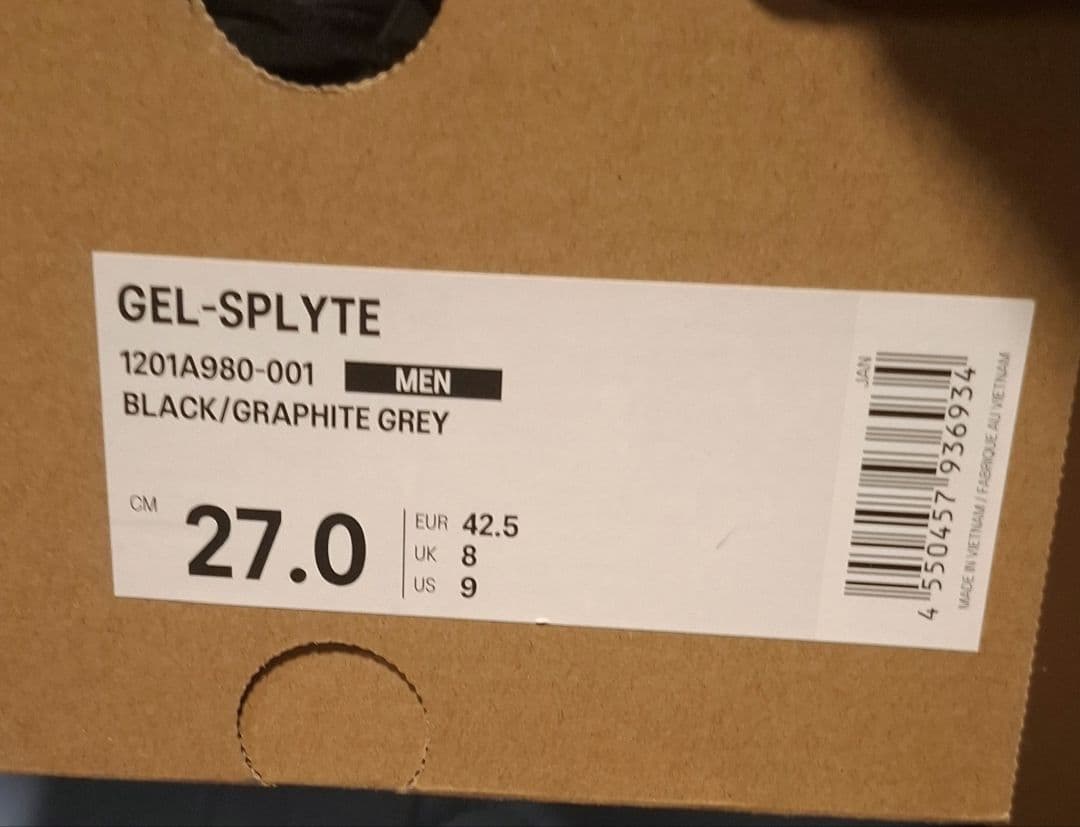 GEL-SPLYTE
1201A980-001 MEN
BLACK/GRAPHITE GREY
CM 27.0
EUR 42.5
UK 8
US 9
JAN
4 550457 936934
MADE IN VIETNAM / FABRIQUE AU VIETNAM